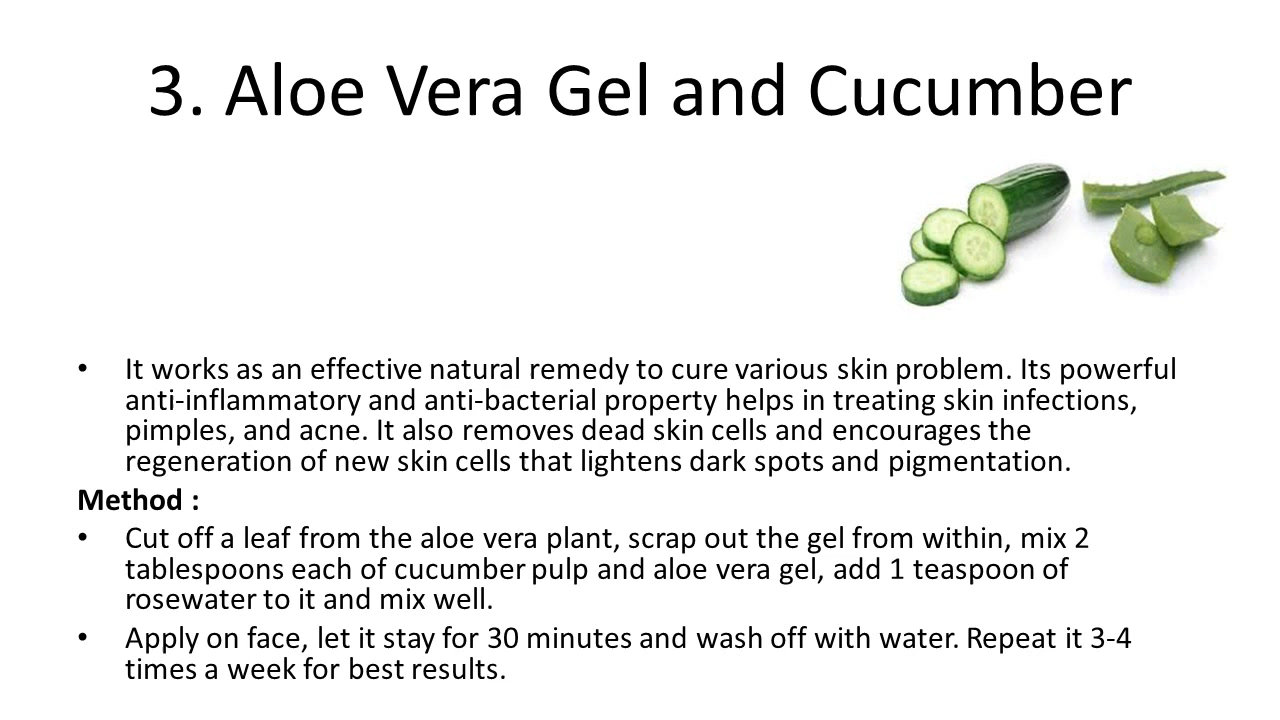 3. Aloe Vera Gel and Cucumber
• It works as an effective natural remedy to cure various skin problem. Its powerful
anti-inflammatory and anti-bacterial property helps in treating skin infections,
pimples, and acne. It also removes dead skin cells and encourages the
regeneration of new skin cells that lightens dark spots and pigmentation.
Method :
• Cut off a leaf from the aloe vera plant, scrap out the gel from within, mix 2
tablespoons each of cucumber pulp and aloe vera gel, add 1 teaspoon of
rosewater to it and mix well.
• Apply on face, let it stay for 30 minutes and wash off with water. Repeat it 3-4
times a week for best results.